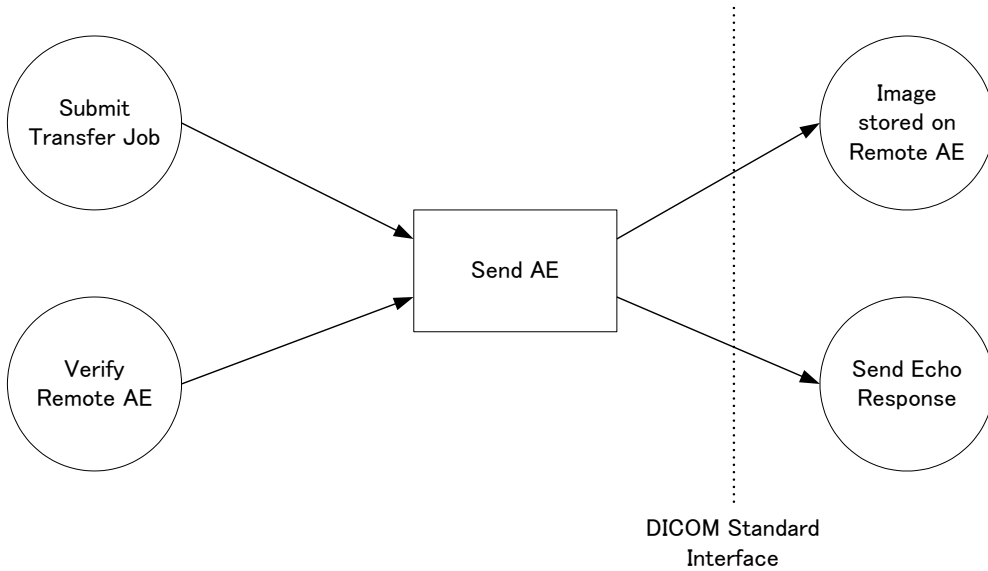 Submit
Transfer Job
Image
stored on
Remote AE
Send AE
Verify
Remote AE
Send Echo
Response
DICOM Standard
Interface